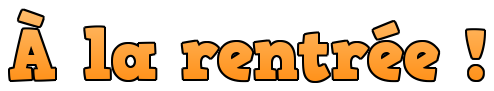 À la rentrée !